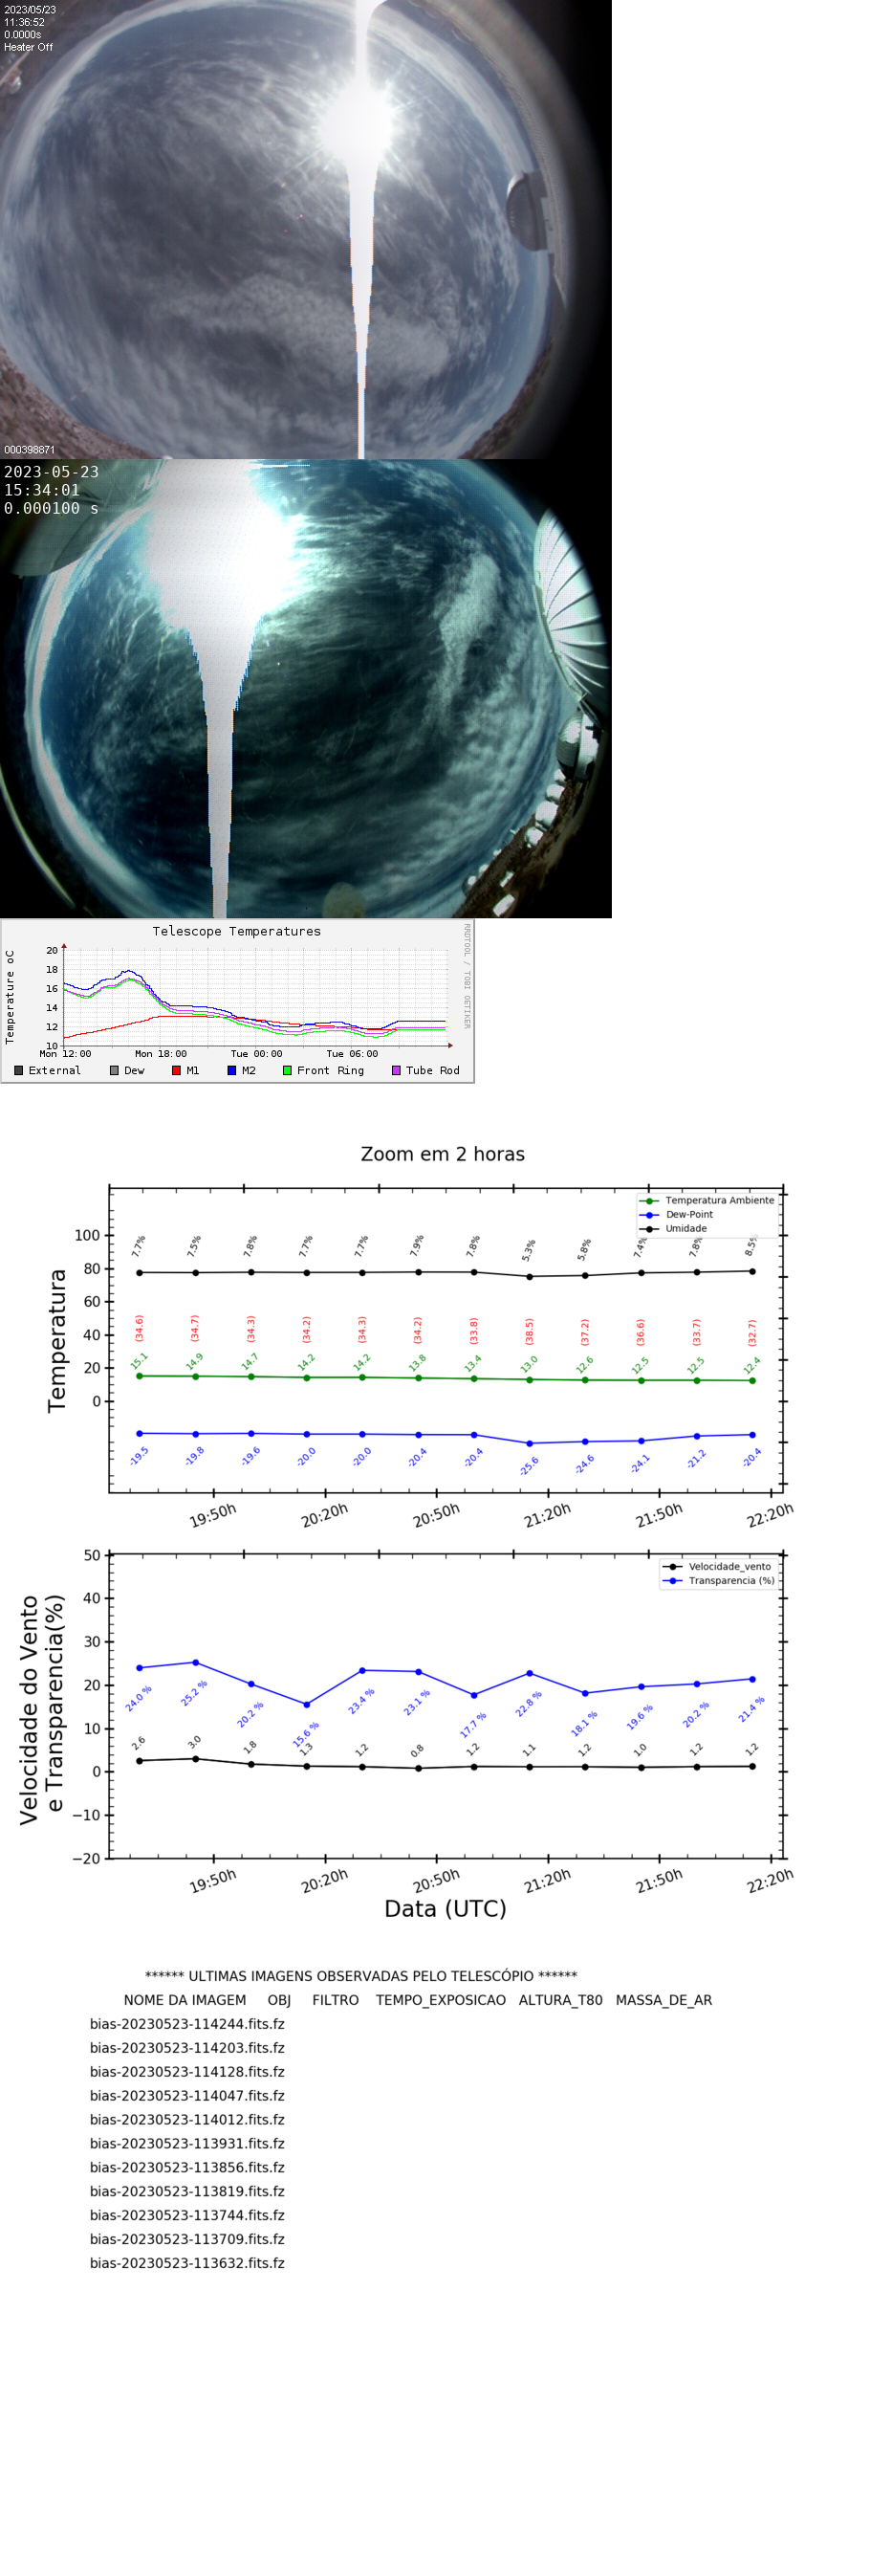 2023/05/23
11:36:52
0.0000s
Heater Off
000398871
2023-05-23
15:34:01
0.000100 s
Telescope Temperatures
RRDTOOL / TOBI OETIKER
Temperature oC
20
18
16
14
12
10
Mon 12:00 Mon 18:00 Tue 00:00 Tue 06:00
External Dew M1 M2 Front Ring Tube Rod
Zoom em 2 horas
Temperatura Ambiente
Dew-Point
Umidade
Temperatura
100
80
60
40
20
0
7.7% 7.5% 7.8% 7.7% 7.7% 7.9% 7.8% 5.3% 5.8% 7.4% 7.8% 8.5%
(34.6) (34.7) (34.3) (34.2) (34.3) (34.2) (33.8) (38.5) (37.2) (36.6) (33.7) (32.7)
15.1 14.9 14.7 14.2 14.2 13.8 13.4 13.0 12.6 12.5 12.5 12.4
-19.5 -19.8 -19.6 -20.0 -20.0 -20.4 -20.4 -25.6 -24.6 -24.1 -21.2 -20.4
19:50h 20:20h 20:50h 21:20h 21:50h 22:20h
Velocidade_vento
Transparencia (%)
Velocidade do Vento
e Transparencia(%)
50
40
30
20
10
0
−10
−20
24.0 % 25.2 % 20.2 % 15.6 % 23.4 % 23.1 % 17.7 % 22.8 % 18.1 % 19.6 % 20.2 % 21.4 %
2.6 3.0 1.8 1.3 1.2 0.8 1.2 1.1 1.2 1.0 1.2 1.2
19:50h 20:20h 20:50h 21:20h 21:50h 22:20h
Data (UTC)
****** ULTIMAS IMAGENS OBSERVADAS PELO TELESCÓPIO ******
NOME DA IMAGEM OBJ FILTRO TEMPO_EXPOSICAO ALTURA_T80 MASSA_DE_AR
bias-20230523-114244.fits.fz
bias-20230523-114203.fits.fz
bias-20230523-114128.fits.fz
bias-20230523-114047.fits.fz
bias-20230523-114012.fits.fz
bias-20230523-113931.fits.fz
bias-20230523-113856.fits.fz
bias-20230523-113819.fits.fz
bias-20230523-113744.fits.fz
bias-20230523-113709.fits.fz
bias-20230523-113632.fits.fz